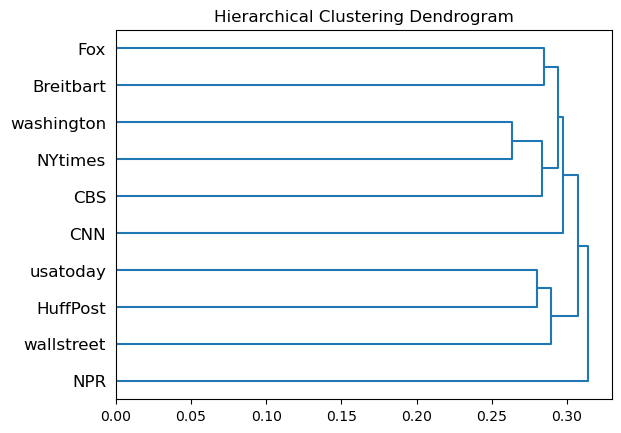 Hierarchical Clustering Dendrogram
Fox
Breitbart
washington
NYtimes
CBS
CNN
usatoday
HuffPost
wallstreet
NPR
0.00 0.05 0.10 0.15 0.20 0.25 0.30